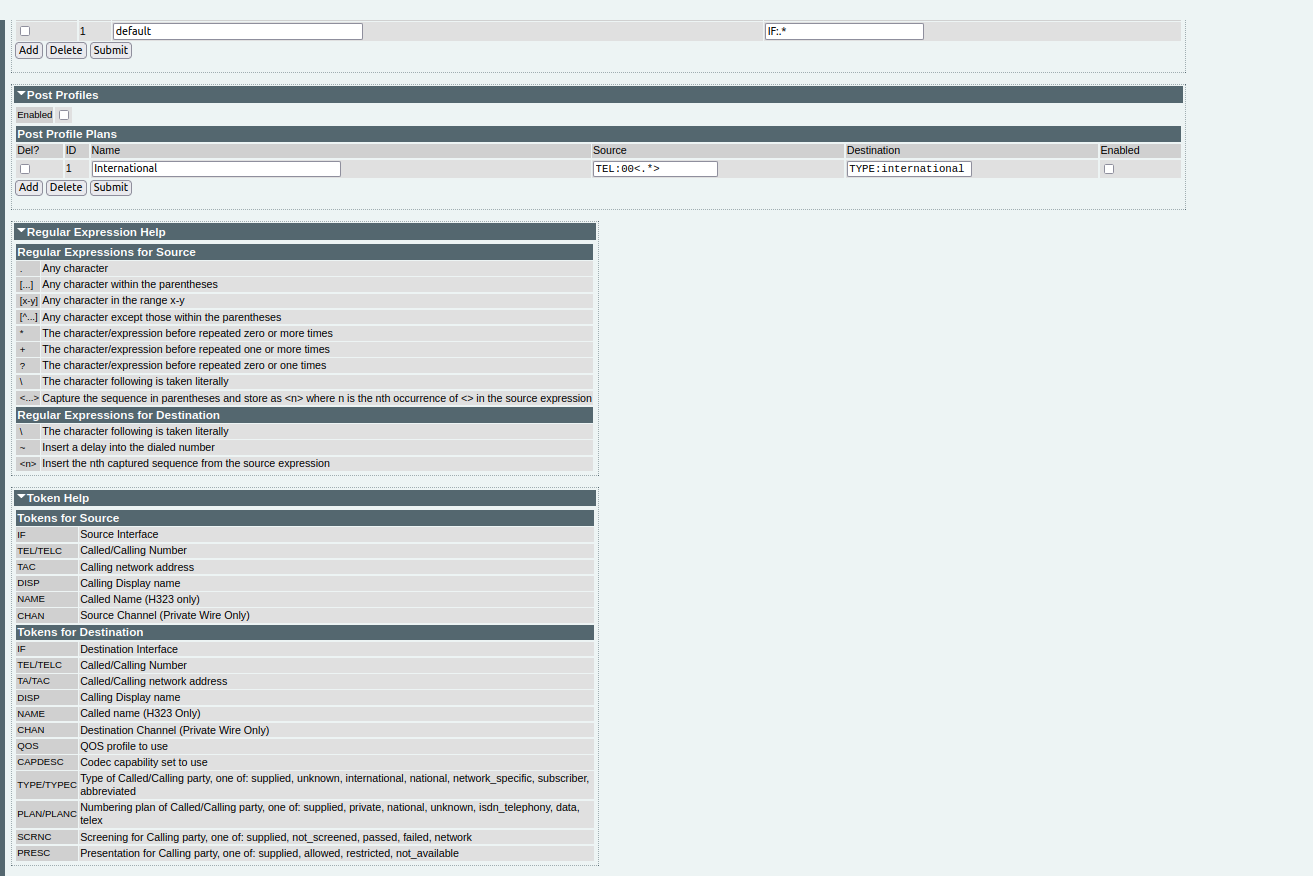 1 default IF:.*
Add Delete Submit
Post Profiles
Enabled
Post Profile Plans
Del? ID Name Source Destination Enabled
1 International TEL:00<.*> TYPE:international
Add Delete Submit
Regular Expression Help
Regular Expressions for Source
. Any character
[...] Any character within the parentheses
[x-y] Any character in the range x-y
[^...] Any character except those within the parentheses
* The character/expression before repeated zero or more times
+ The character/expression before repeated one or more times
? The character/expression before repeated zero or one times
\ The character following is taken literally
<...> Capture the sequence in parentheses and store as <n> where n is the nth occurrence of <> in the source expression
Regular Expressions for Destination
\ The character following is taken literally
~ Insert a delay into the dialed number
<n> Insert the nth captured sequence from the source expression
Token Help
Tokens for Source
IF Source Interface
TEL/TELC Called/Calling Number
TAC Calling network address
DISP Calling Display name
NAME Called Name (H323 only)
CHAN Source Channel (Private Wire Only)
Tokens for Destination
IF Destination Interface
TEL/TELC Called/Calling Number
TA/TAC Called/Calling network address
DISP Calling Display name
NAME Called name (H323 Only)
CHAN Destination Channel (Private Wire Only)
QOS QOS profile to use
CAPDESC Codec capability set to use
TYPE/TYPEC Type of Called/Calling party, one of: supplied, unknown, international, national, network_specific, subscriber,
abbreviated
PLAN/PLANC Numbering plan of Called/Calling party, one of: supplied, private, national, unknown, isdn_telephony, data,
telex
SCRNC Screening for Calling party, one of: supplied, not_screened, passed, failed, network
PRESC Presentation for Calling party, one of: supplied, allowed, restricted, not_available